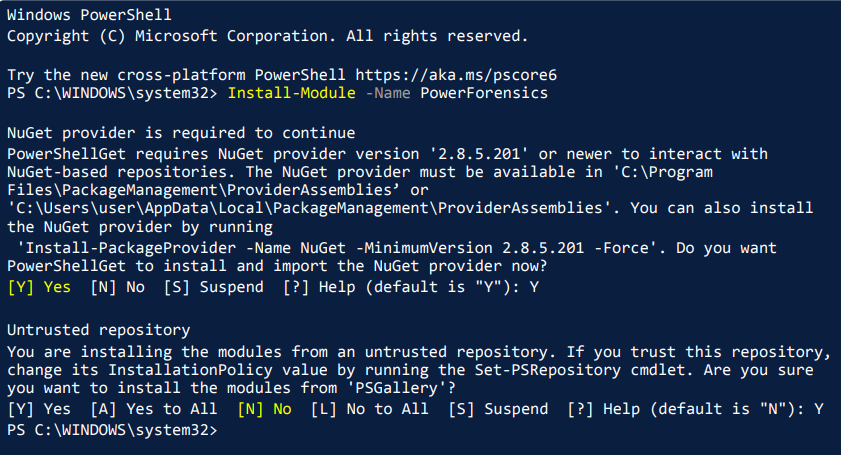 Windows PowerShell
Copyright (C) Microsoft Corporation. All rights reserved.
Try the new cross-platform PowerShell https://aka.ms/pscore6
PS C:\WINDOWS\system32> Install-Module -Name PowerForensics
NuGet provider is required to continue
PowerShellGet requires NuGet provider version '2.8.5.201' or newer to interact with
NuGet-based repositories. The NuGet provider must be available in 'C:\Program
Files\PackageManagement\ProviderAssemblies’ or
'C:\Users\user\AppData\Local\PackageManagement\ProviderAssemblies'. You can also install
the NuGet provider by running
'Install-PackageProvider -Name NuGet -MinimumVersion 2.8.5.201 -Force'. Do you want
PowerShellGet to install and import the NuGet provider now?
[Y] Yes  [N] No  [S] Suspend  [?] Help (default is "Y"): Y
Untrusted repository
You are installing the modules from an untrusted repository. If you trust this repository,
change its InstallationPolicy value by running the Set-PSRepository cmdlet. Are you sure
you want to install the modules from 'PSGallery'?
[Y] Yes  [A] Yes to All  [N] No  [L] No to All  [S] Suspend  [?] Help (default is "N"): Y
PS C:\WINDOWS\system32>